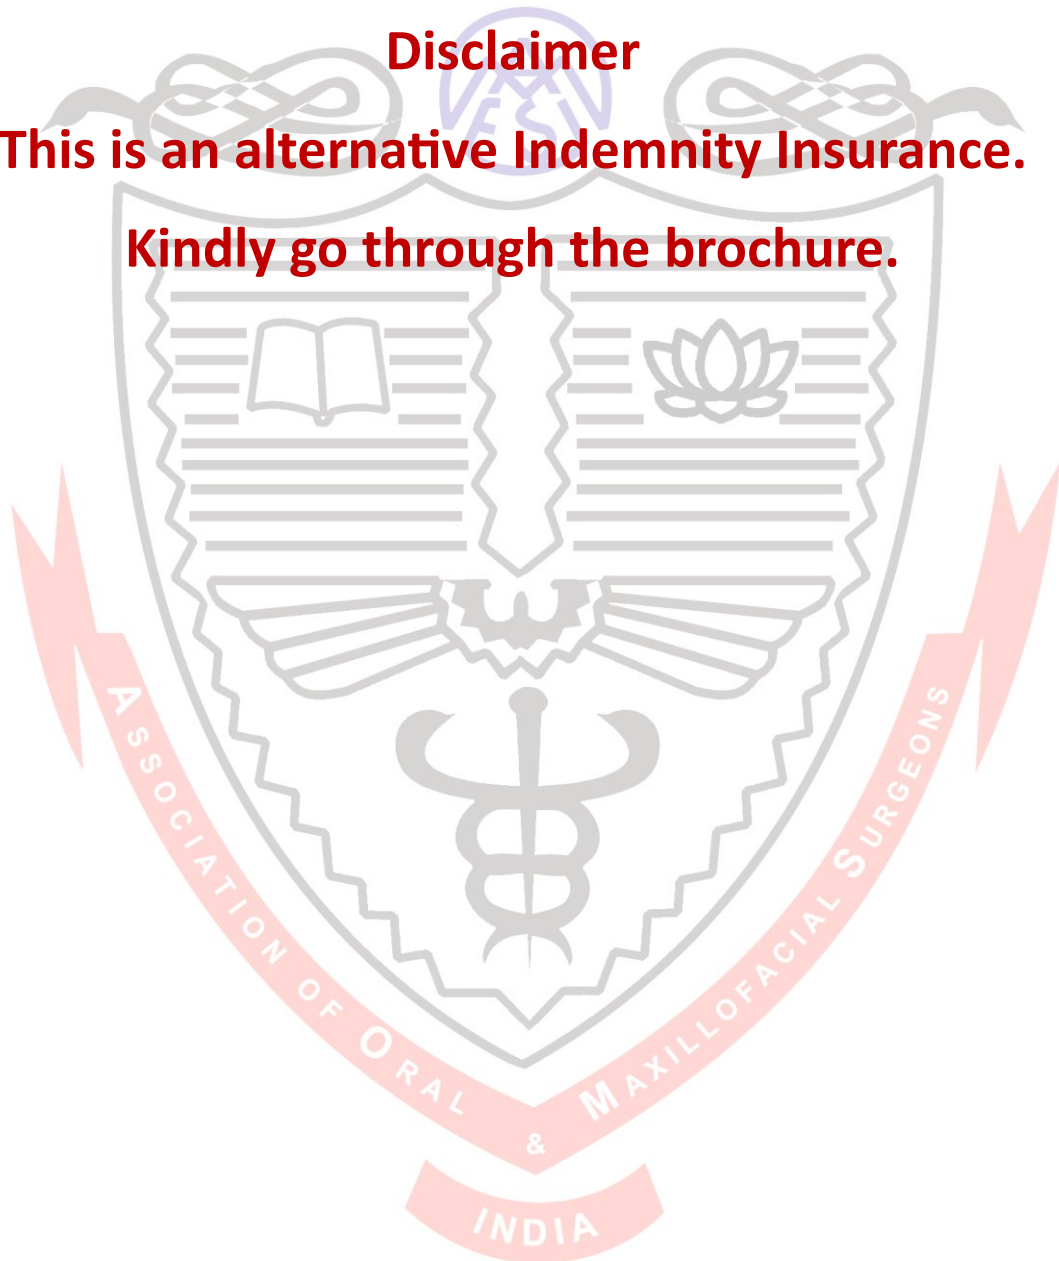 Disclaimer
This is an alternative Indemnity Insurance.
Kindly go through the brochure.
ASSOCIATION OF ORAL & MAXILLOFACIAL SURGEONS
INDIA